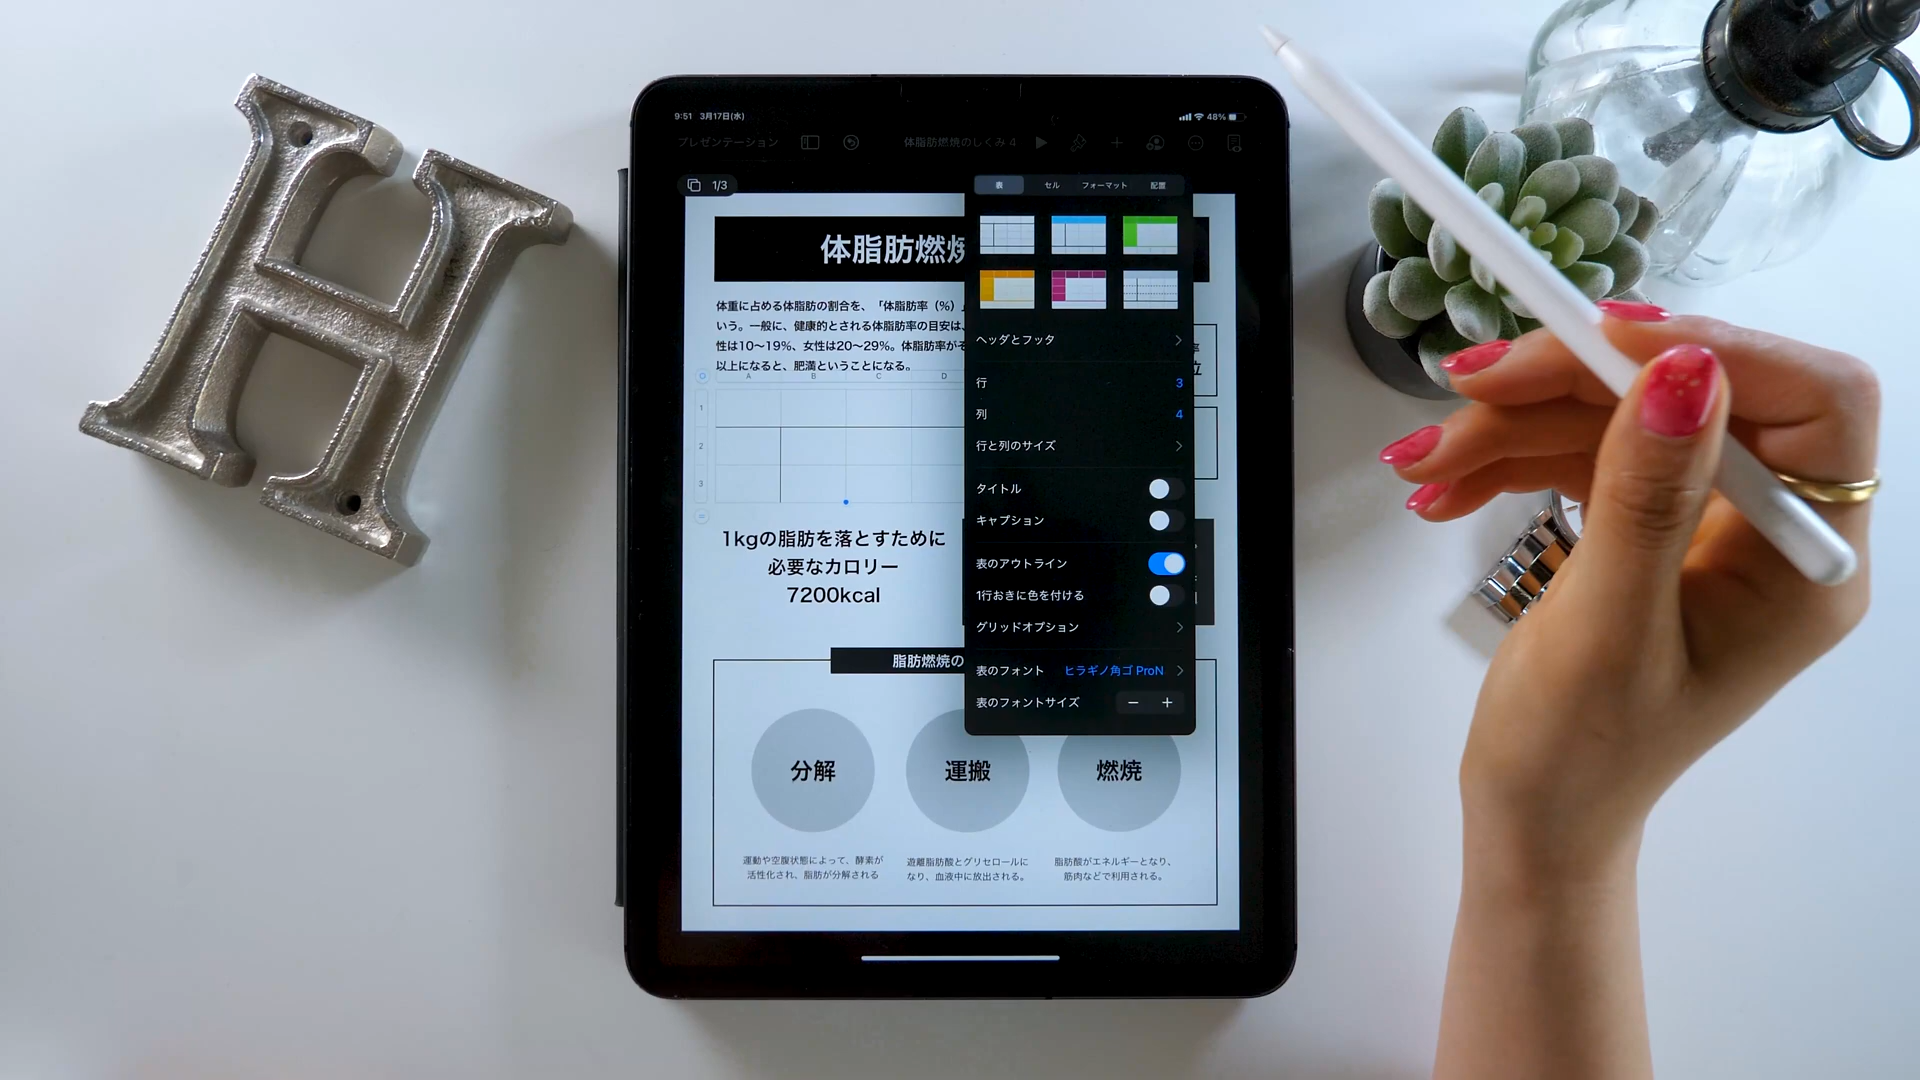 H
9:51 3月17日(水)
48%
プレゼンテーション
体脂肪燃焼のしくみ 4
1/3
表
セル
フォーマット
配置
体脂肪燃焼
体重に占める体脂肪の割合を、「体脂肪率（%）」
いう。一般に、健康的とされる体脂肪率の目安は、
性は10〜19%、女性は20〜29%。体脂肪率がそ
以上になると、肥満ということになる。
A B C D
1
2
3
ヘッダとフッタ
行 3
列 4
行と列のサイズ
タイトル
キャプション
表のアウトライン
1行おきに色を付ける
グリッドオプション
表のフォント ヒラギノ角ゴ ProN
表のフォントサイズ
1kgの脂肪を落とすために
必要なカロリー
7200kcal
脂肪燃焼の
分解
運搬
燃焼
運動や空腹状態によって、酵素が
活性化され、脂肪が分解される
遊離脂肪酸とグリセロールに
なり、血液中に放出される。
脂肪酸がエネルギーとなり、
筋肉などで利用される。